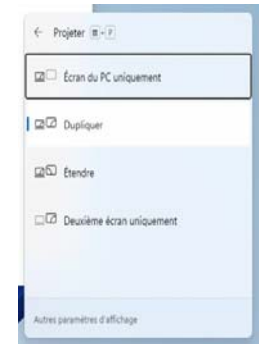 ← Projeter ⊞ + P
Écran du PC uniquement
Dupliquer
Étendre
Deuxième écran uniquement
Autres paramètres d'affichage